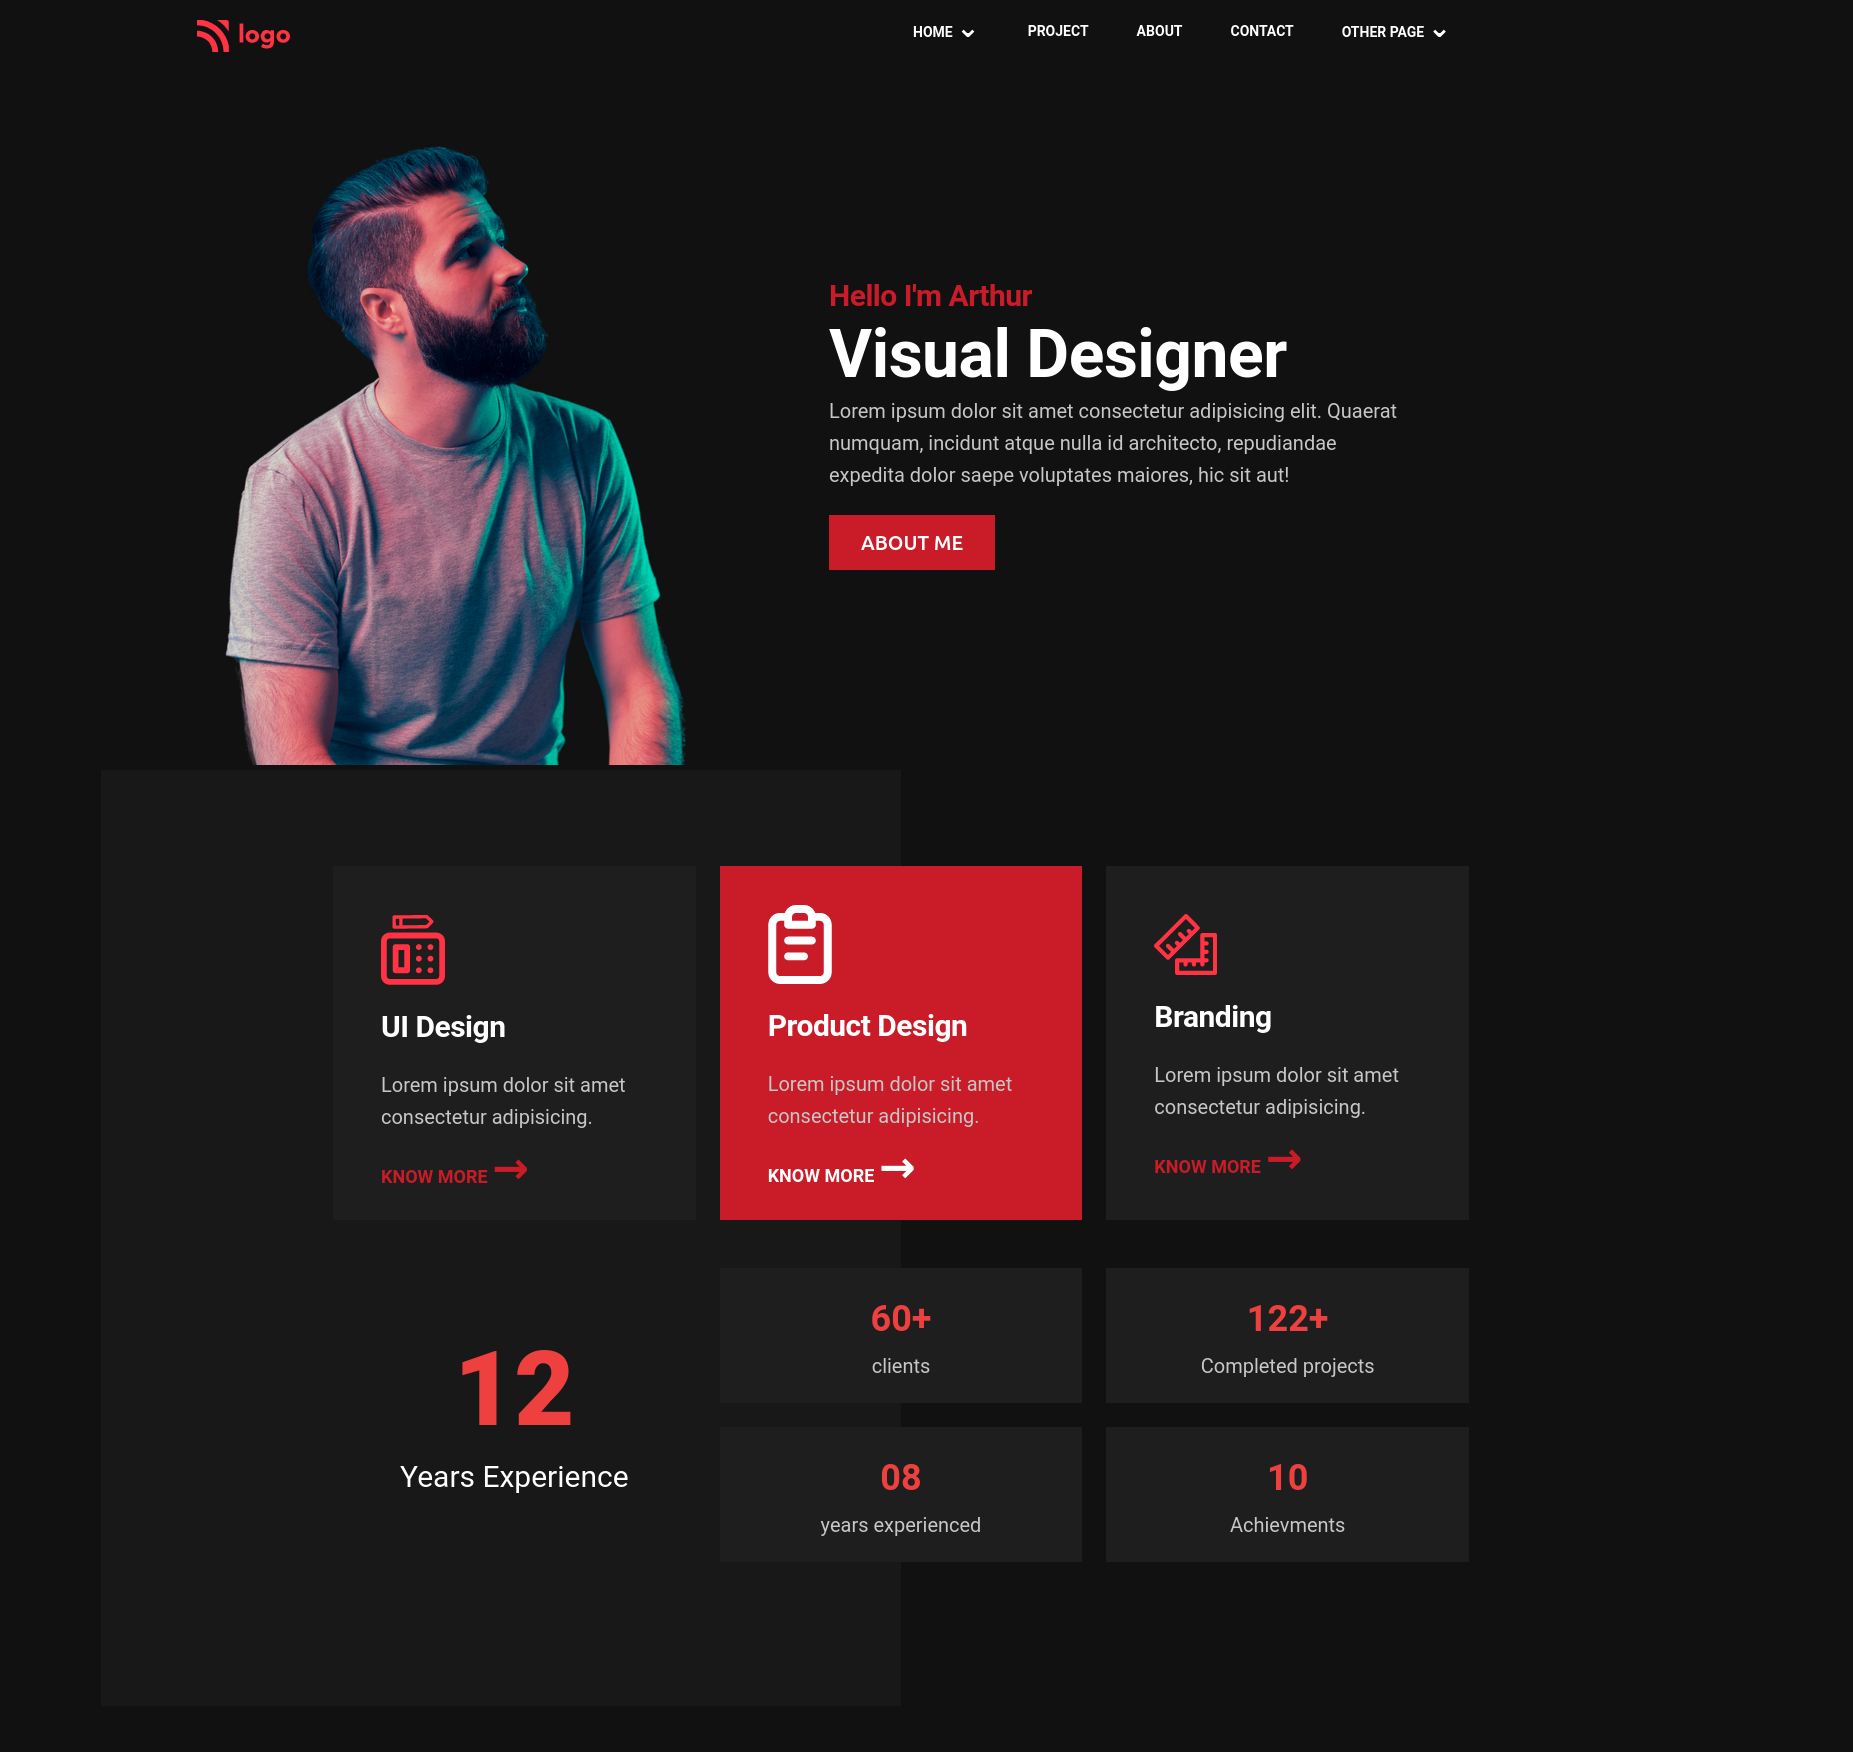 logo
HOME
PROJECT
ABOUT
CONTACT
OTHER PAGE
Hello I'm Arthur
Visual Designer
Lorem ipsum dolor sit amet consectetur adipisicing elit. Quaerat
numquam, incidunt atque nulla id architecto, repudiandae
expedita dolor saepe voluptates maiores, hic sit aut!
ABOUT ME
UI Design
Lorem ipsum dolor sit amet
consectetur adipisicing.
KNOW MORE
Product Design
Lorem ipsum dolor sit amet
consectetur adipisicing.
KNOW MORE
Branding
Lorem ipsum dolor sit amet
consectetur adipisicing.
KNOW MORE
12
Years Experience
60+
clients
122+
Completed projects
08
years experienced
10
Achievments